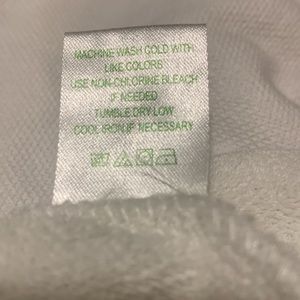 MACHINE WASH COLD WITH
LIKE COLORS
USE NON-CHLORINE BLEACH
IF NEEDED
TUMBLE DRY LOW
COOL IRON IF NECESSARY